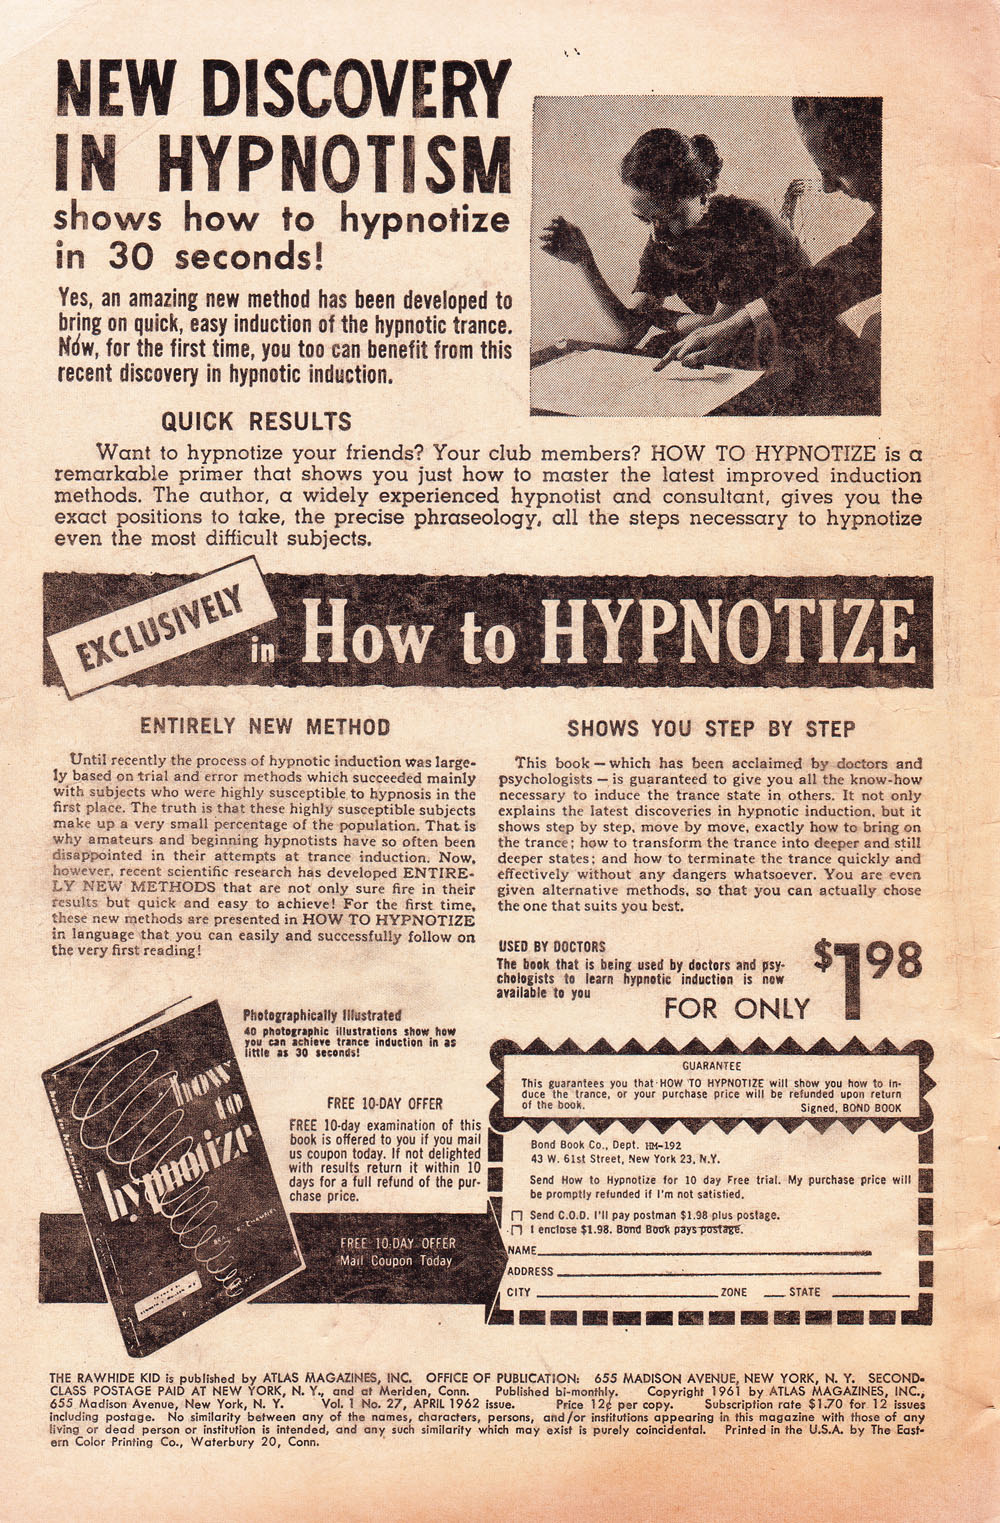 NEW DISCOVERY
IN HYPNOTISM
shows how to hypnotize
in 30 seconds!
Yes, an amazing new method has been developed to
bring on quick, easy induction of the hypnotic trance.
Now, for the first time, you too can benefit from this
recent discovery in hypnotic induction.
QUICK RESULTS
Want to hypnotize your friends? Your club members? HOW TO HYPNOTIZE is a
remarkable primer that shows you just how to master the latest improved induction
methods. The author, a widely experienced hypnotist and consultant, gives you the
exact positions to take, the precise phraseology, all the steps necessary to hypnotize
even the most difficult subjects.
EXCLUSIVELY
in How to HYPNOTIZE
ENTIRELY NEW METHOD
Until recently the process of hypnotic induction was large-
ly based on trial and error methods which succeeded mainly
with subjects who were highly susceptible to hypnosis in the
first place. The truth is that these highly susceptible subjects
make up a very small percentage of the population. That is
why amateurs and beginning hypnotists have so often been
disappointed in their attempts at trance induction. Now,
however, recent scientific research has developed ENTIRE-
LY NEW METHODS that are not only sure fire in their
results but quick and easy to achieve! For the first time,
these new methods are presented in HOW TO HYPNOTIZE
in language that you can easily and successfully follow on
the very first reading!
SHOWS YOU STEP BY STEP
This book — which has been acclaimed by doctors and
psychologists — is guaranteed to give you all the know-how
necessary to induce the trance state in others. It not only
explains the latest discoveries in hypnotic induction, but it
shows step by step, move by move, exactly how to bring on
the trance; how to transform the trance into deeper and still
deeper states; and how to terminate the trance quickly and
effectively without any dangers whatsoever. You are even
given alternative methods, so that you can actually chose
the one that suits you best.
USED BY DOCTORS
The book that is being used by doctors and psy-
chologists to learn hypnotic induction is now
available to you
FOR ONLY $198
Photographically Illustrated
40 photographic illustrations show how
you can achieve trance induction in as
little as 30 seconds!
how
to
hypnotize
FREE 10-DAY OFFER
FREE 10-day examination of this
book is offered to you if you mail
us coupon today. If not delighted
with results return it within 10
days for a full refund of the pur-
chase price.
FREE 10-DAY OFFER
Mail Coupon Today
GUARANTEE
This guarantees you that HOW TO HYPNOTIZE will show you how to in-
duce the trance, or your purchase price will be refunded upon return
of the book. Signed, BOND BOOK
Bond Book Co., Dept. HM-192
43 W. 61st Street, New York 23, N.Y.
Send How to Hypnotize for 10 day Free trial. My purchase price will
be promptly refunded if I'm not satisfied.
Send C.O.D. I'll pay postman $1.98 plus postage.
I enclose $1.98. Bond Book pays postage.
NAME
ADDRESS
CITY ZONE STATE
THE RAWHIDE KID is published by ATLAS MAGAZINES, INC. OFFICE OF PUBLICATION: 655 MADISON AVENUE, NEW YORK, N. Y. SECOND-
CLASS POSTAGE PAID AT NEW YORK, N. Y., and at Meriden, Conn. Published bi-monthly. Copyright 1961 by ATLAS MAGAZINES, INC.,
655 Madison Avenue, New York, N. Y. Vol. 1 No. 27, APRIL 1962 issue. Price 12¢ per copy. Subscription rate $1.70 for 12 issues
including postage. No similarity between any of the names, characters, persons, and/or institutions appearing in this magazine with those of any
living or dead person or institution is intended, and any such similarity which may exist is purely coincidental. Printed in the U.S.A. by The East-
ern Color Printing Co., Waterbury 20, Conn.